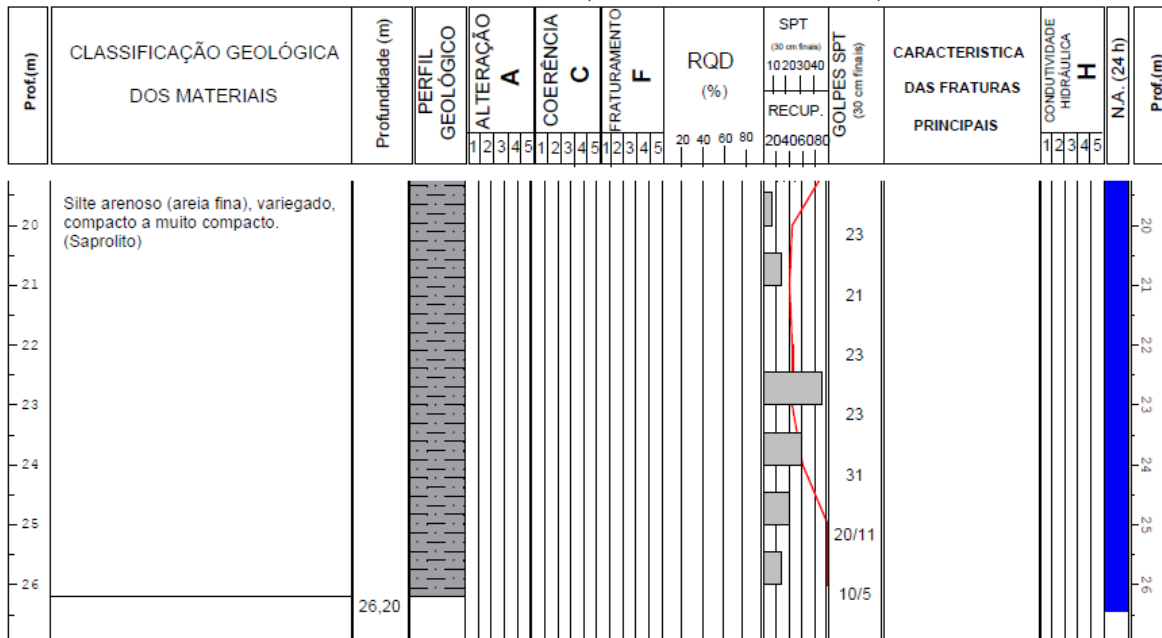 Prof.(m)
CLASSIFICAÇÃO GEOLÓGICA
DOS MATERIAIS
Profundidade (m)
PERFIL
GEOLÓGICO
ALTERAÇÃO
A
1 2 3 4 5
COERÊNCIA
C
1 2 3 4 5
FRATURAMENTO
F
1 2 3 4 5
RQD
(%)
20 40 60 80
SPT
(30 cm finais)
10 20 30 40
RECUP.
20 40 60 80
GOLPES SPT
(30 cm finais)
CARACTERISTICA
DAS FRATURAS
PRINCIPAIS
CONDUTIVIDADE
HIDRÁULICA
H
1 2 3 4 5
N.A. (24 h)
Prof.(m)
Silte arenoso (areia fina), variegado,
compacto a muito compacto.
(Saprolito)
20
21
22
23
24
25
26
26,20
23
21
23
23
31
20/11
10/5
20
21
22
23
24
25
26